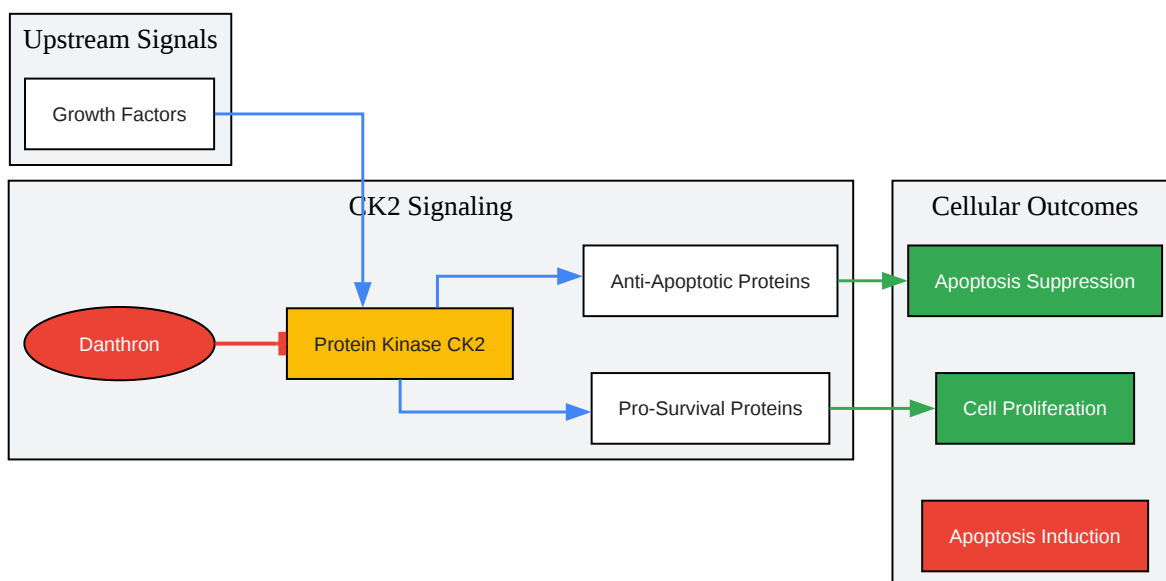 Upstream Signals
Growth Factors
CK2 Signaling
Danthron
Protein Kinase CK2
Anti-Apoptotic Proteins
Pro-Survival Proteins
Cellular Outcomes
Apoptosis Suppression
Cell Proliferation
Apoptosis Induction